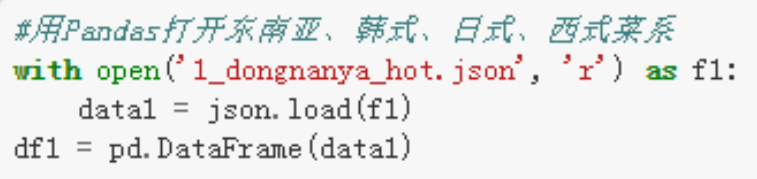 #用Pandas打开东南亚、韩式、日式、西式菜系
with open('1_dongnanya_hot.json', 'r') as f1:
    data1 = json.load(f1)
df1 = pd.DataFrame(data1)